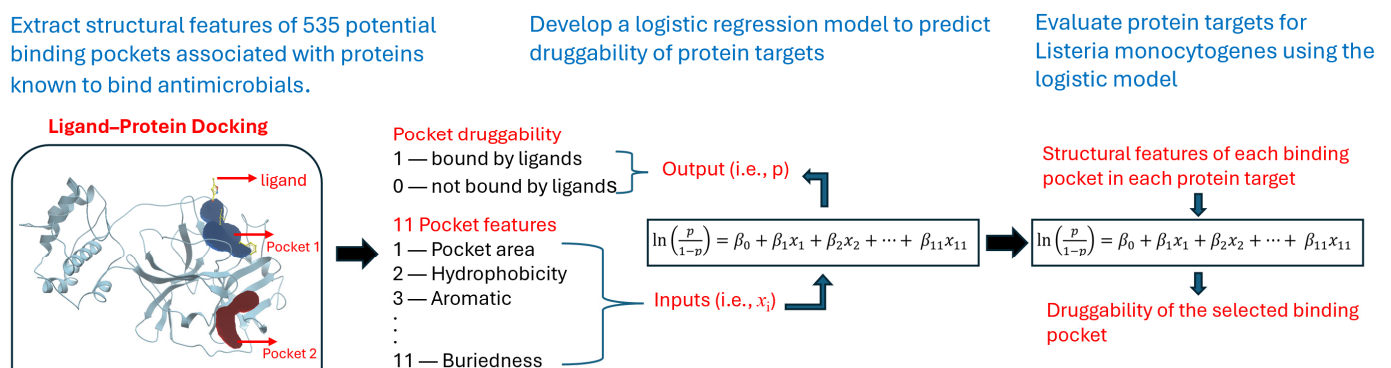 Extract structural features of 535 potential
binding pockets associated with proteins
known to bind antimicrobials.
Ligand–Protein Docking
ligand
Pocket 1
Pocket 2
Develop a logistic regression model to predict
druggability of protein targets
Pocket druggability
1 — bound by ligands
0 — not bound by ligands
Output (i.e., p)
11 Pocket features
1 — Pocket area
2 — Hydrophobicity
3 — Aromatic
.
.
.
11 — Buriedness
Inputs (i.e., xi)
ln(p/1−p) = β0 + β1x1 + β2x2 + ⋯ + β11x11
Evaluate protein targets for
Listeria monocytogenes using the
logistic model
Structural features of each binding
pocket in each protein target
ln(p/1−p) = β0 + β1x1 + β2x2 + ⋯ + β11x11
Druggability of the selected binding
pocket